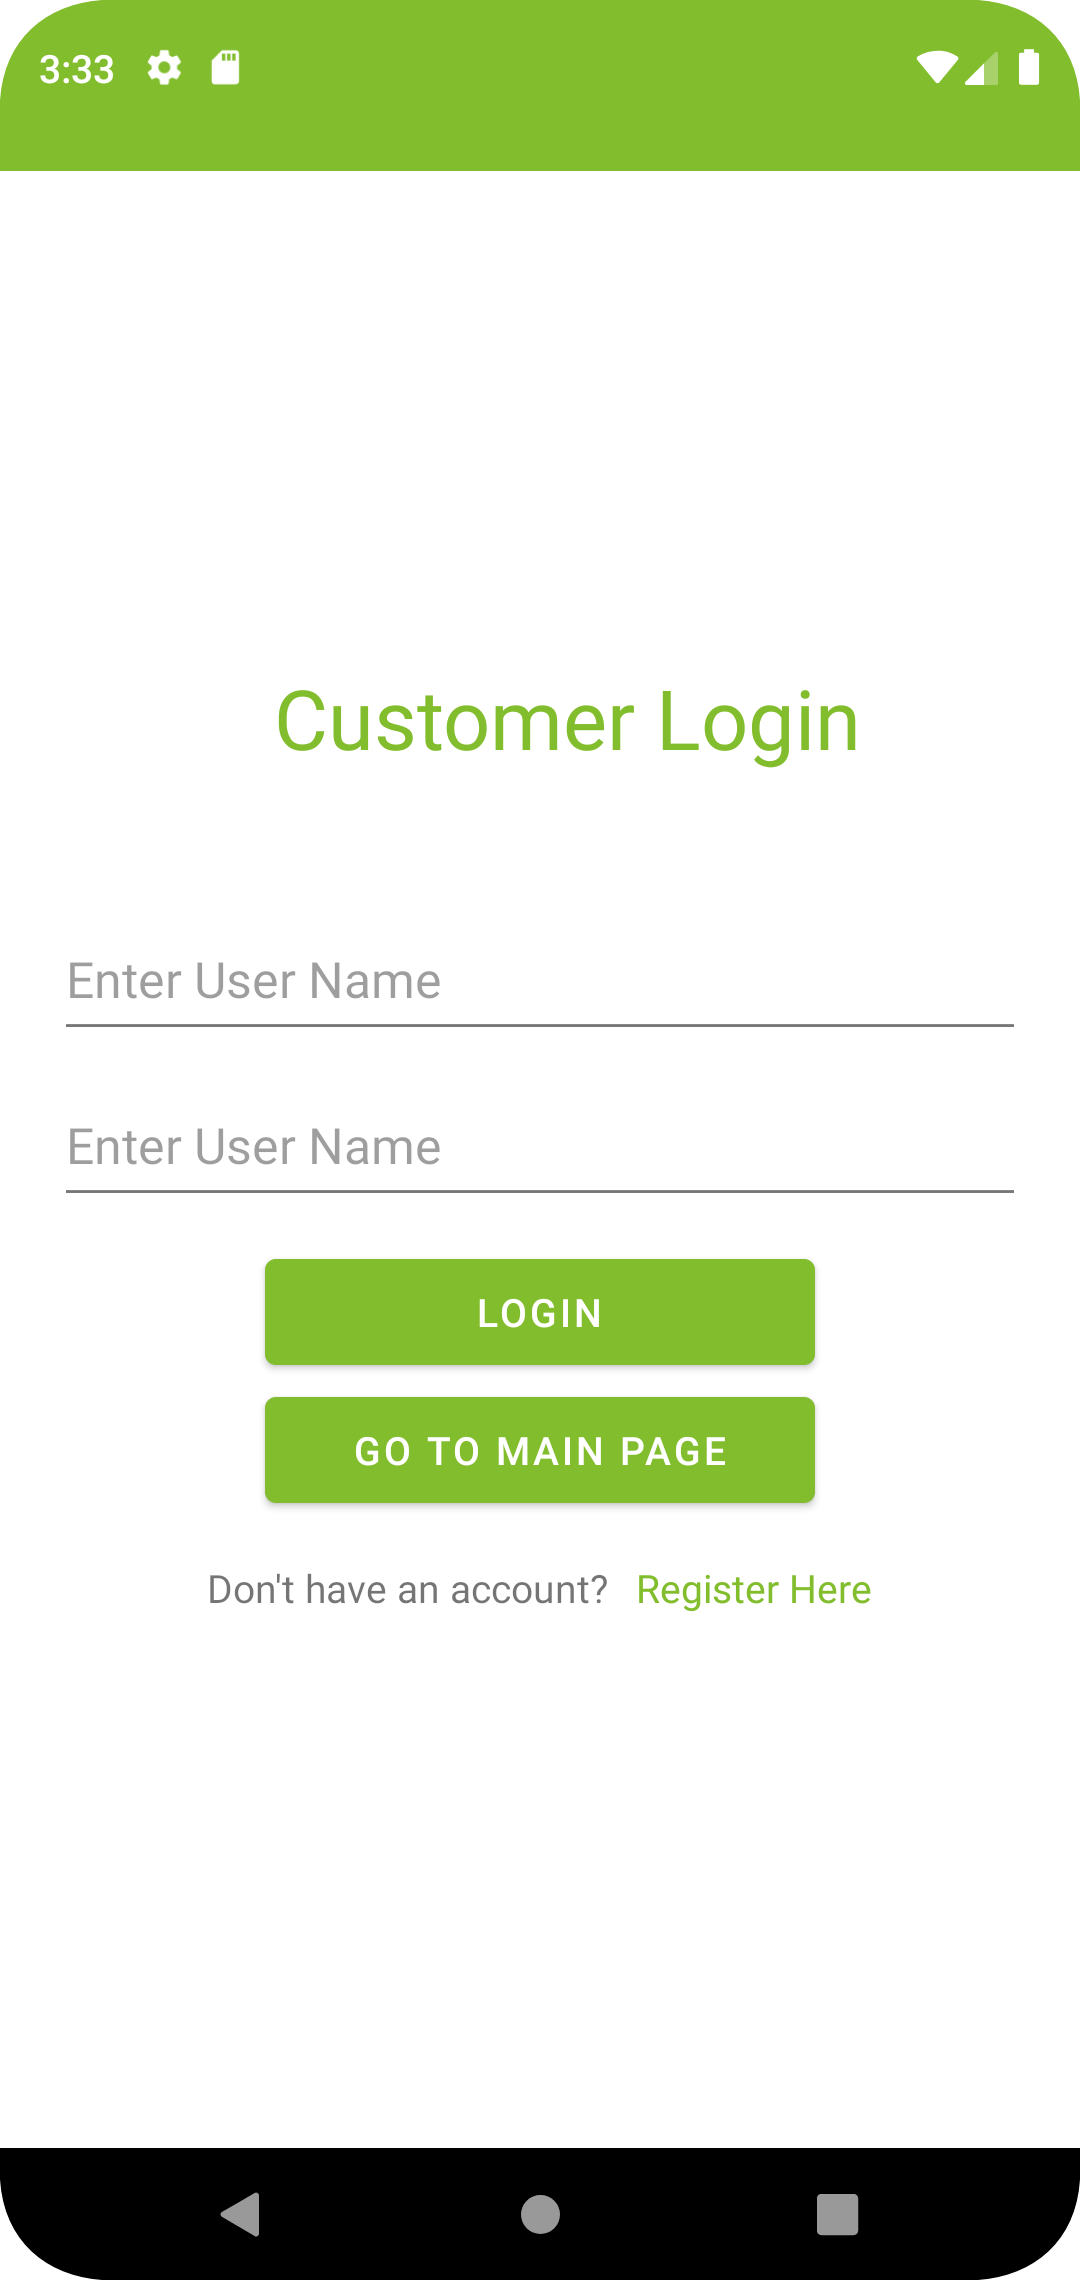 3:33
Customer Login
Enter User Name
Enter User Name
LOGIN
GO TO MAIN PAGE
Don't have an account? Register Here